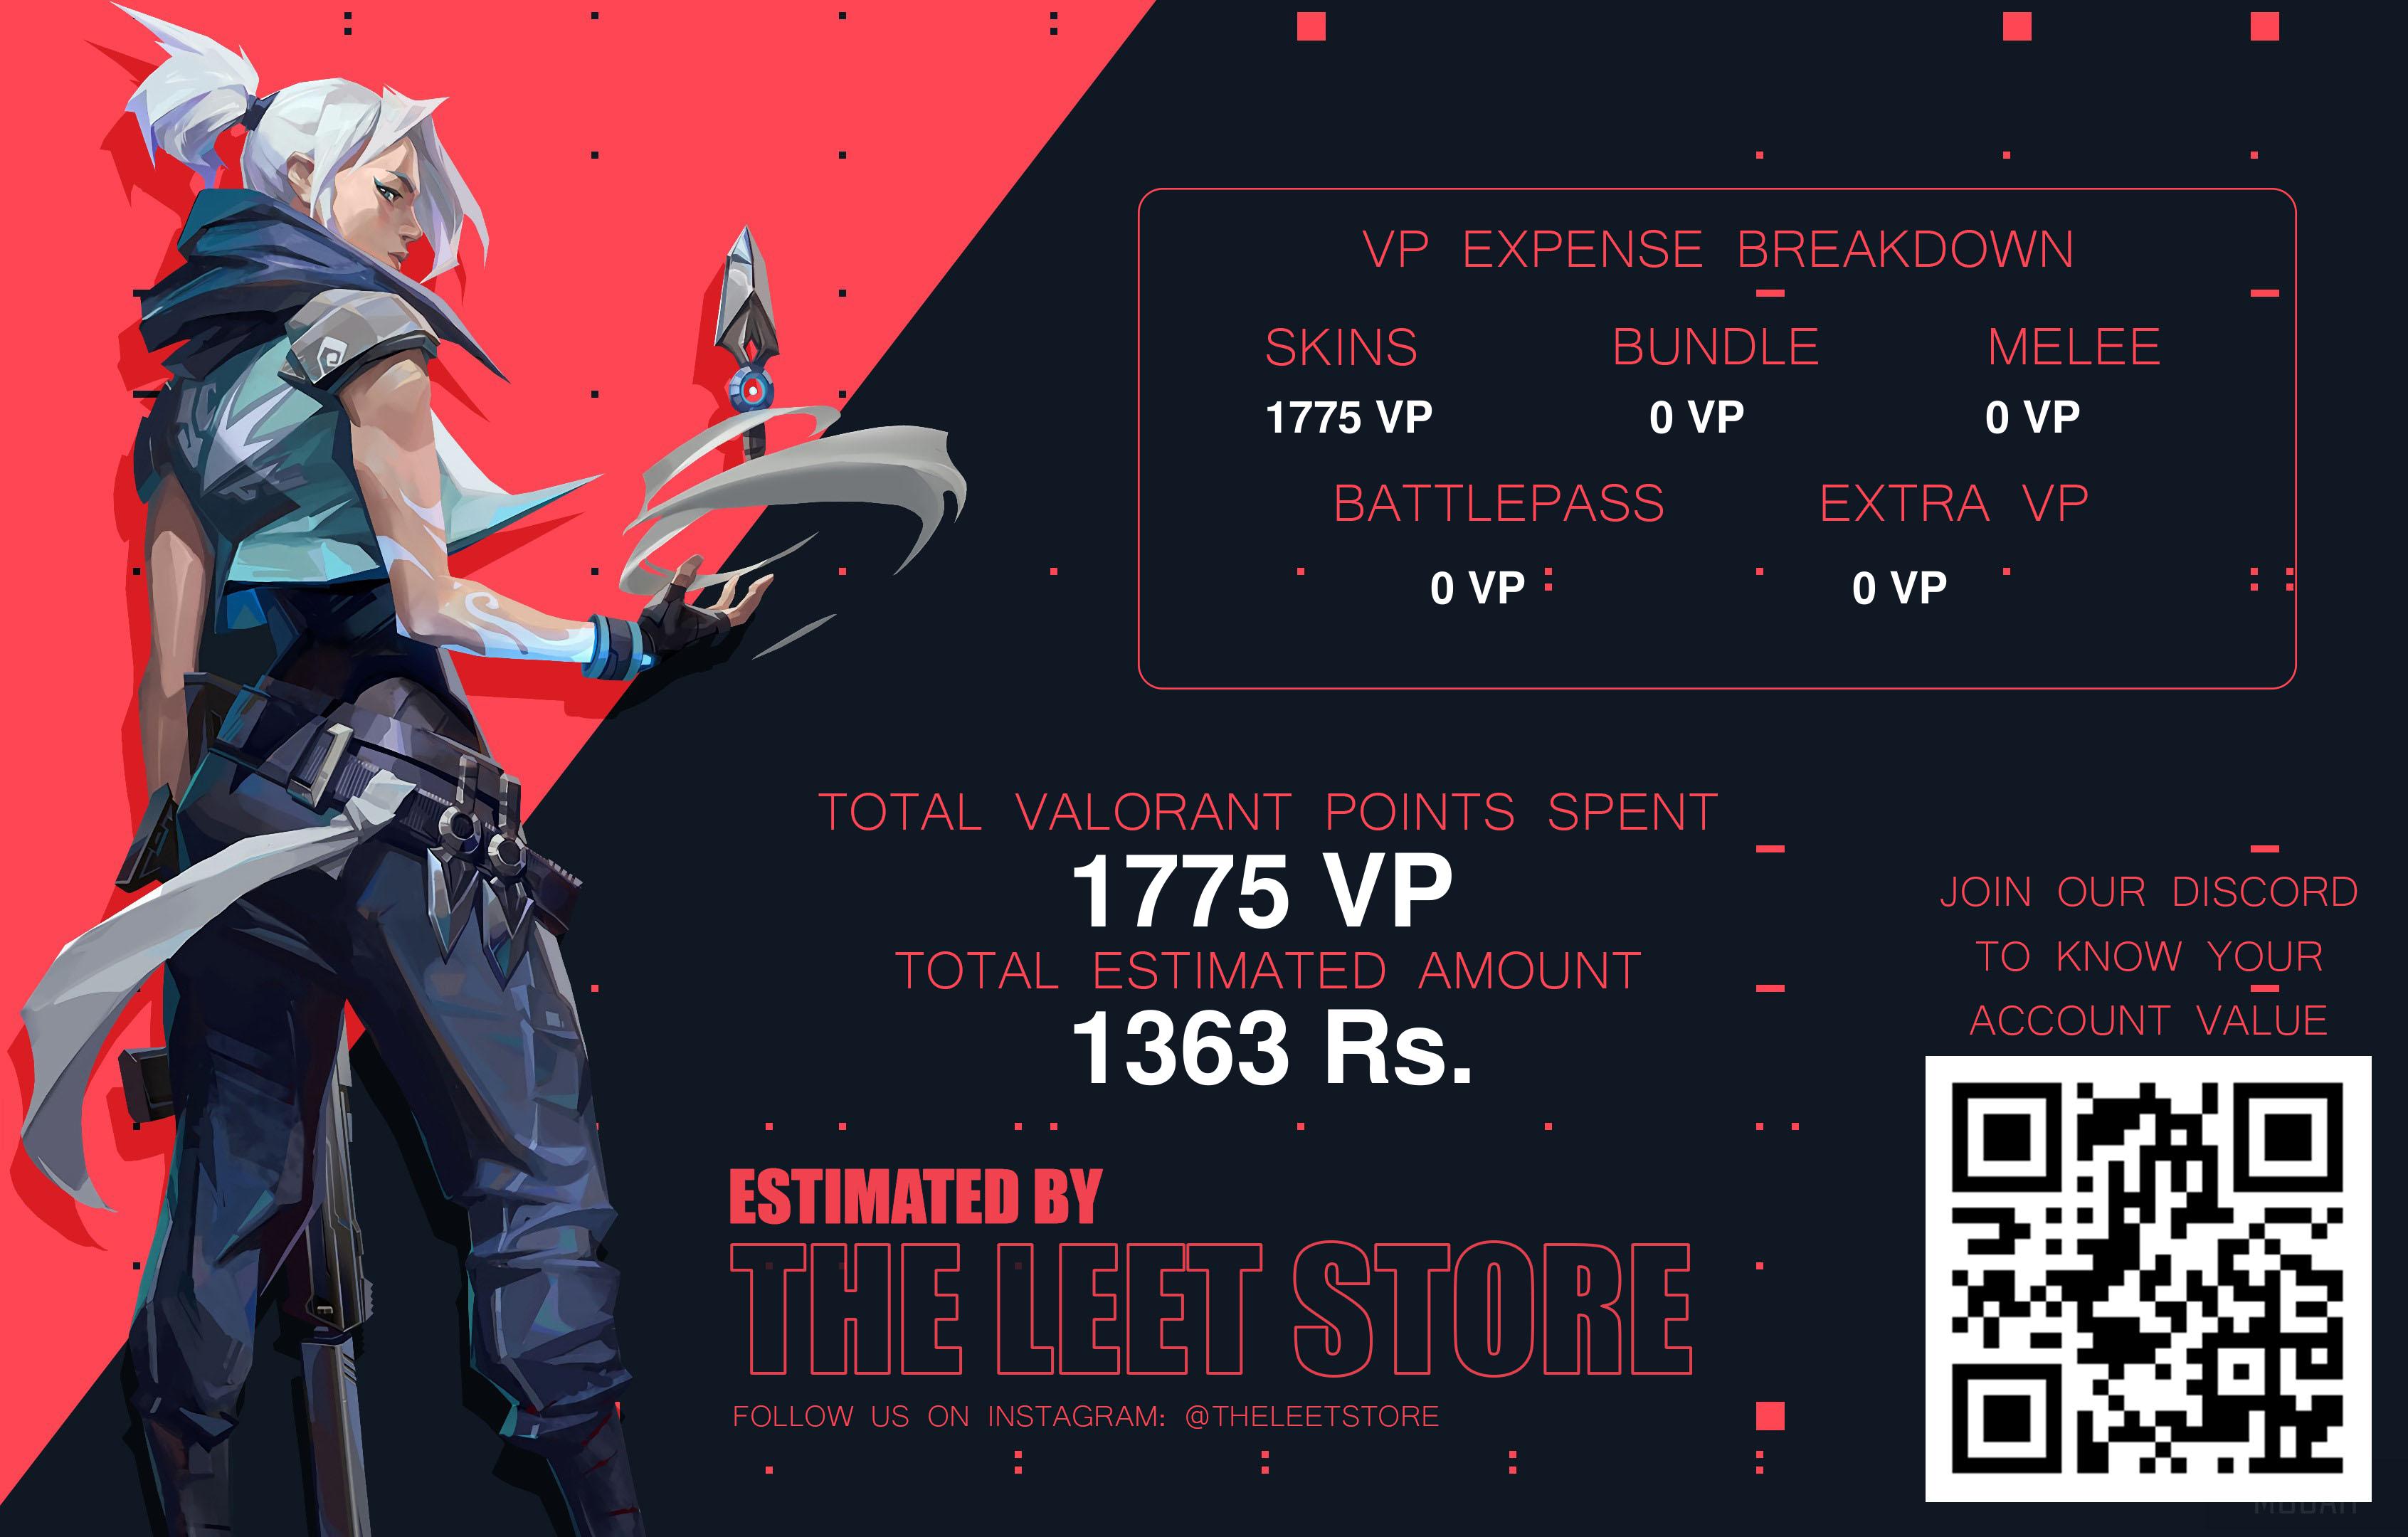 VP EXPENSE BREAKDOWN
SKINS BUNDLE MELEE
1775 VP 0 VP 0 VP
BATTLEPASS EXTRA VP
0 VP 0 VP
TOTAL VALORANT POINTS SPENT
1775 VP
TOTAL ESTIMATED AMOUNT
1363 Rs.
JOIN OUR DISCORD
TO KNOW YOUR
ACCOUNT VALUE
ESTIMATED BY
THE LEET STORE
FOLLOW US ON INSTAGRAM: @THELEETSTORE